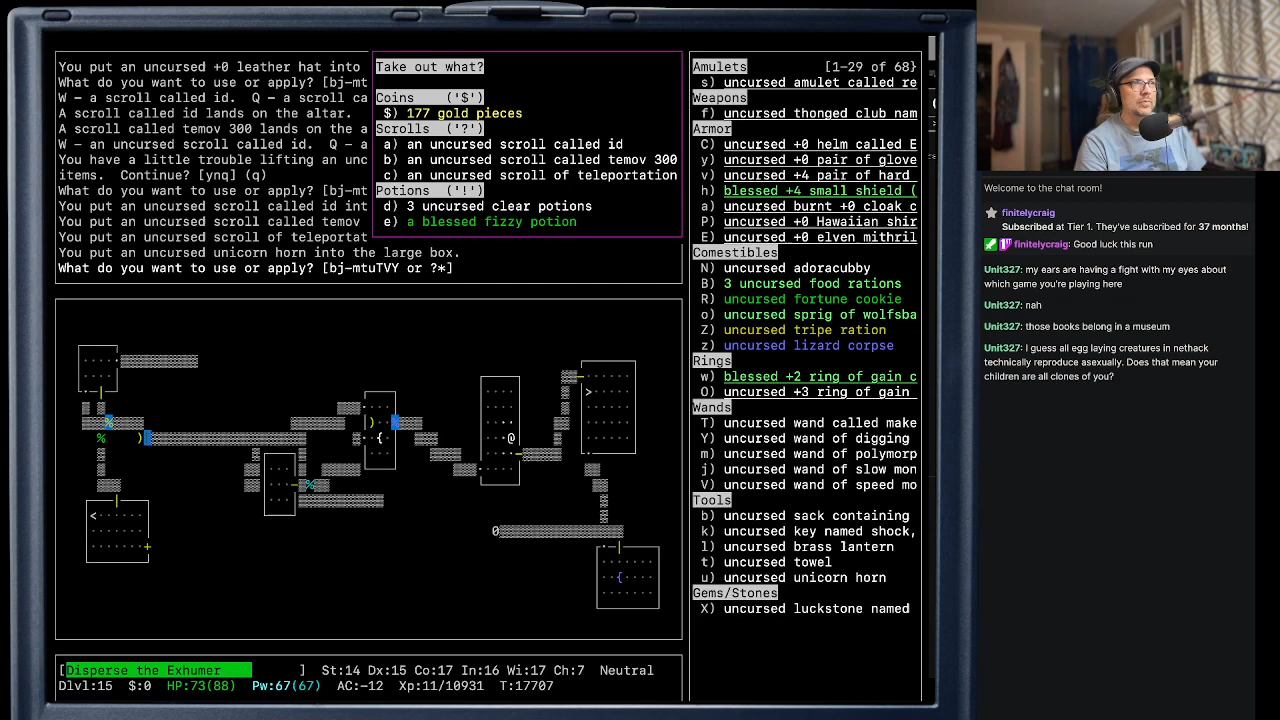 You put an uncursed +0 leather hat into
What do you want to use or apply? [bj-mt
W - a scroll called id.  Q - a scroll ca
A scroll called id lands on the altar.
A scroll called temov 300 lands on the a
W - an uncursed scroll called id.  Q - a
You have a little trouble lifting an unc
items.  Continue? [ynq] (q)
What do you want to use or apply? [bj-mt
You put an uncursed scroll called id int
You put an uncursed scroll called temov
You put an uncursed scroll of teleportat
You put an uncursed unicorn horn into the large box.
What do you want to use or apply? [bj-mtuTVY or ?*]
Take out what?
Coins    ('$')
$) 177 gold pieces
Scrolls  ('?')
a) an uncursed scroll called id
b) an uncursed scroll called temov 300
c) an uncursed scroll of teleportation
Potions  ('!')
d) 3 uncursed clear potions
e) a blessed fizzy potion
Amulets [1-29 of 68]
s) uncursed amulet called re
Weapons
f) uncursed thonged club nam
Armor
C) uncursed +0 helm called E
y) uncursed +0 pair of glove
v) uncursed +4 pair of hard
h) blessed +4 small shield (
a) uncursed burnt +0 cloak c
P) uncursed +0 Hawaiian shir
E) uncursed +0 elven mithril
Comestibles
N) uncursed adoracubby
B) 3 uncursed food rations
R) uncursed fortune cookie
o) uncursed sprig of wolfsba
Z) uncursed tripe ration
z) uncursed lizard corpse
Rings
w) blessed +2 ring of gain c
O) uncursed +3 ring of gain
Wands
T) uncursed wand called make
Y) uncursed wand of digging
m) uncursed wand of polymorp
j) uncursed wand of slow mon
V) uncursed wand of speed mo
Tools
b) uncursed sack containing
k) uncursed key named shock,
l) uncursed brass lantern
t) uncursed towel
u) uncursed unicorn horn
Gems/Stones
X) uncursed luckstone named
[Disperse the Exhumer ] St:14 Dx:15 Co:17 In:16 Wi:17 Ch:7 Neutral
Dlvl:15 $:0 HP:73(88) Pw:67(67) AC:-12 Xp:11/10931 T:17707
Welcome to the chat room!
finitelycraig
Subscribed at Tier 1. They've subscribed for 37 months!
finitelycraig: Good luck this run
Unit327: my ears are having a fight with my eyes about
which game you're playing here
Unit327: nah
Unit327: those books belong in a museum
Unit327: I guess all egg laying creatures in nethack
technically reproduce asexually. Does that mean your
children are all clones of you?